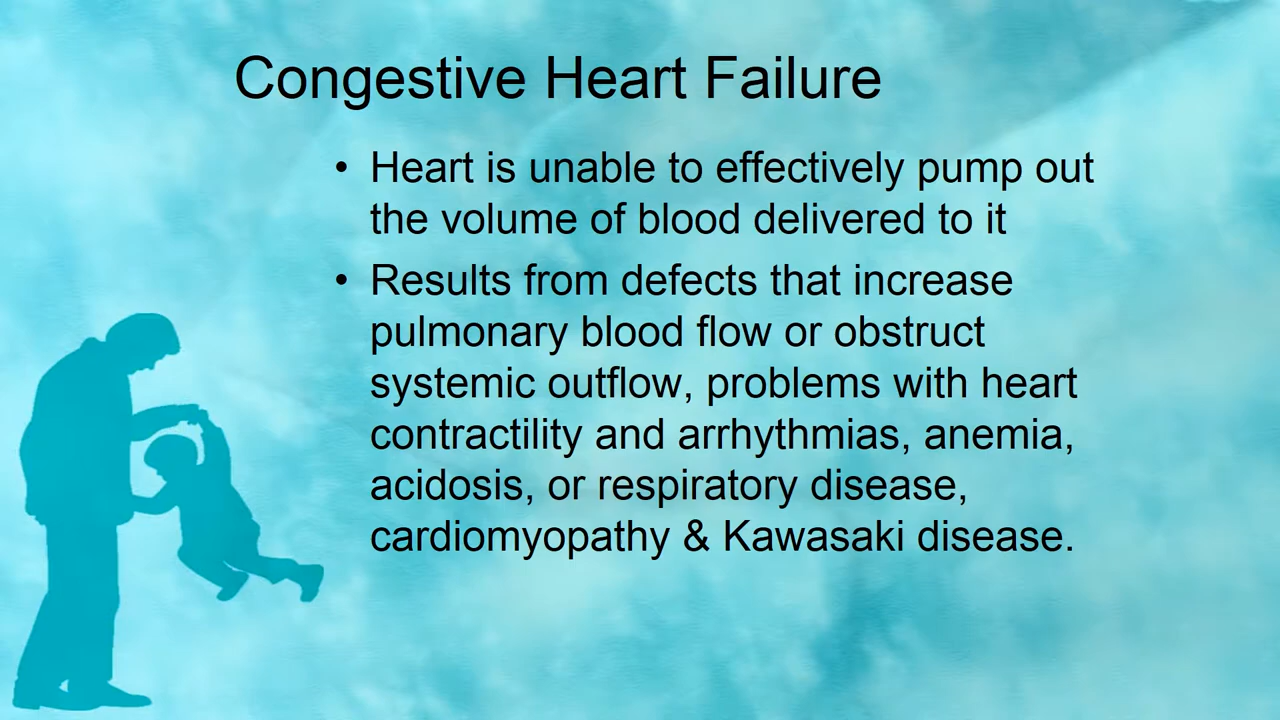 Congestive Heart Failure
• Heart is unable to effectively pump out
the volume of blood delivered to it
• Results from defects that increase
pulmonary blood flow or obstruct
systemic outflow, problems with heart
contractility and arrhythmias, anemia,
acidosis, or respiratory disease,
cardiomyopathy & Kawasaki disease.